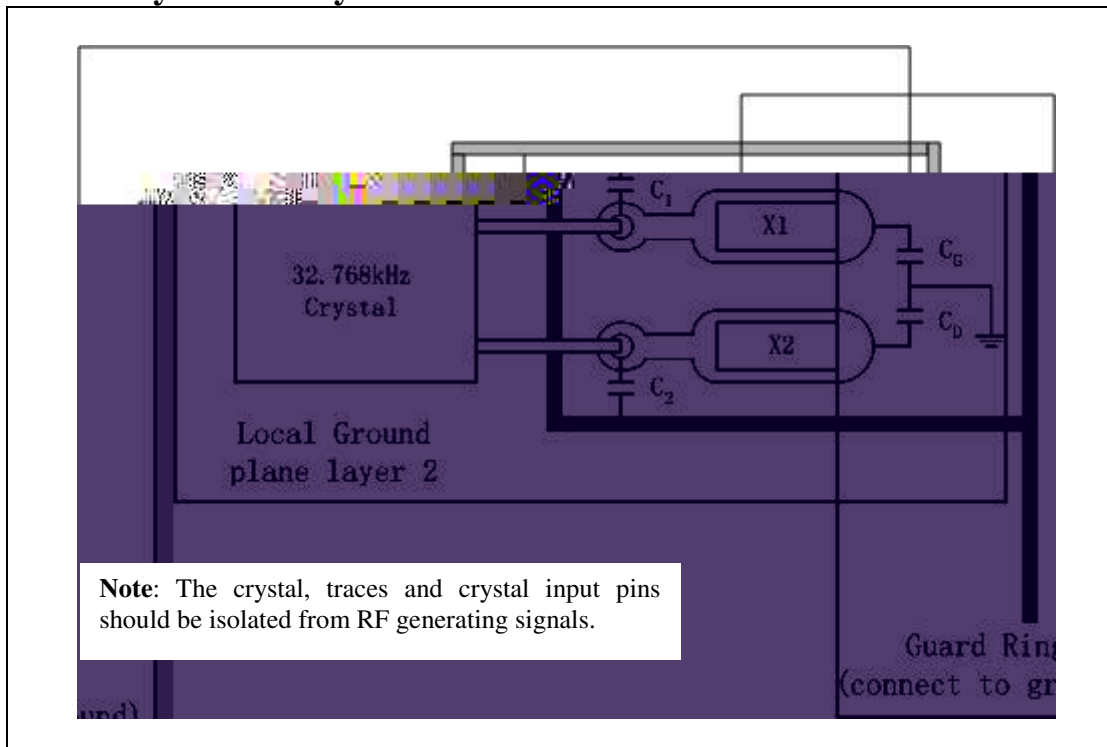 C1
X1
CG
32.768kHz
Crystal
CD
X2
C2
Local Ground
plane layer 2
Note: The crystal, traces and crystal input pins
should be isolated from RF generating signals.
Guard Ring
(connect to gr
und)